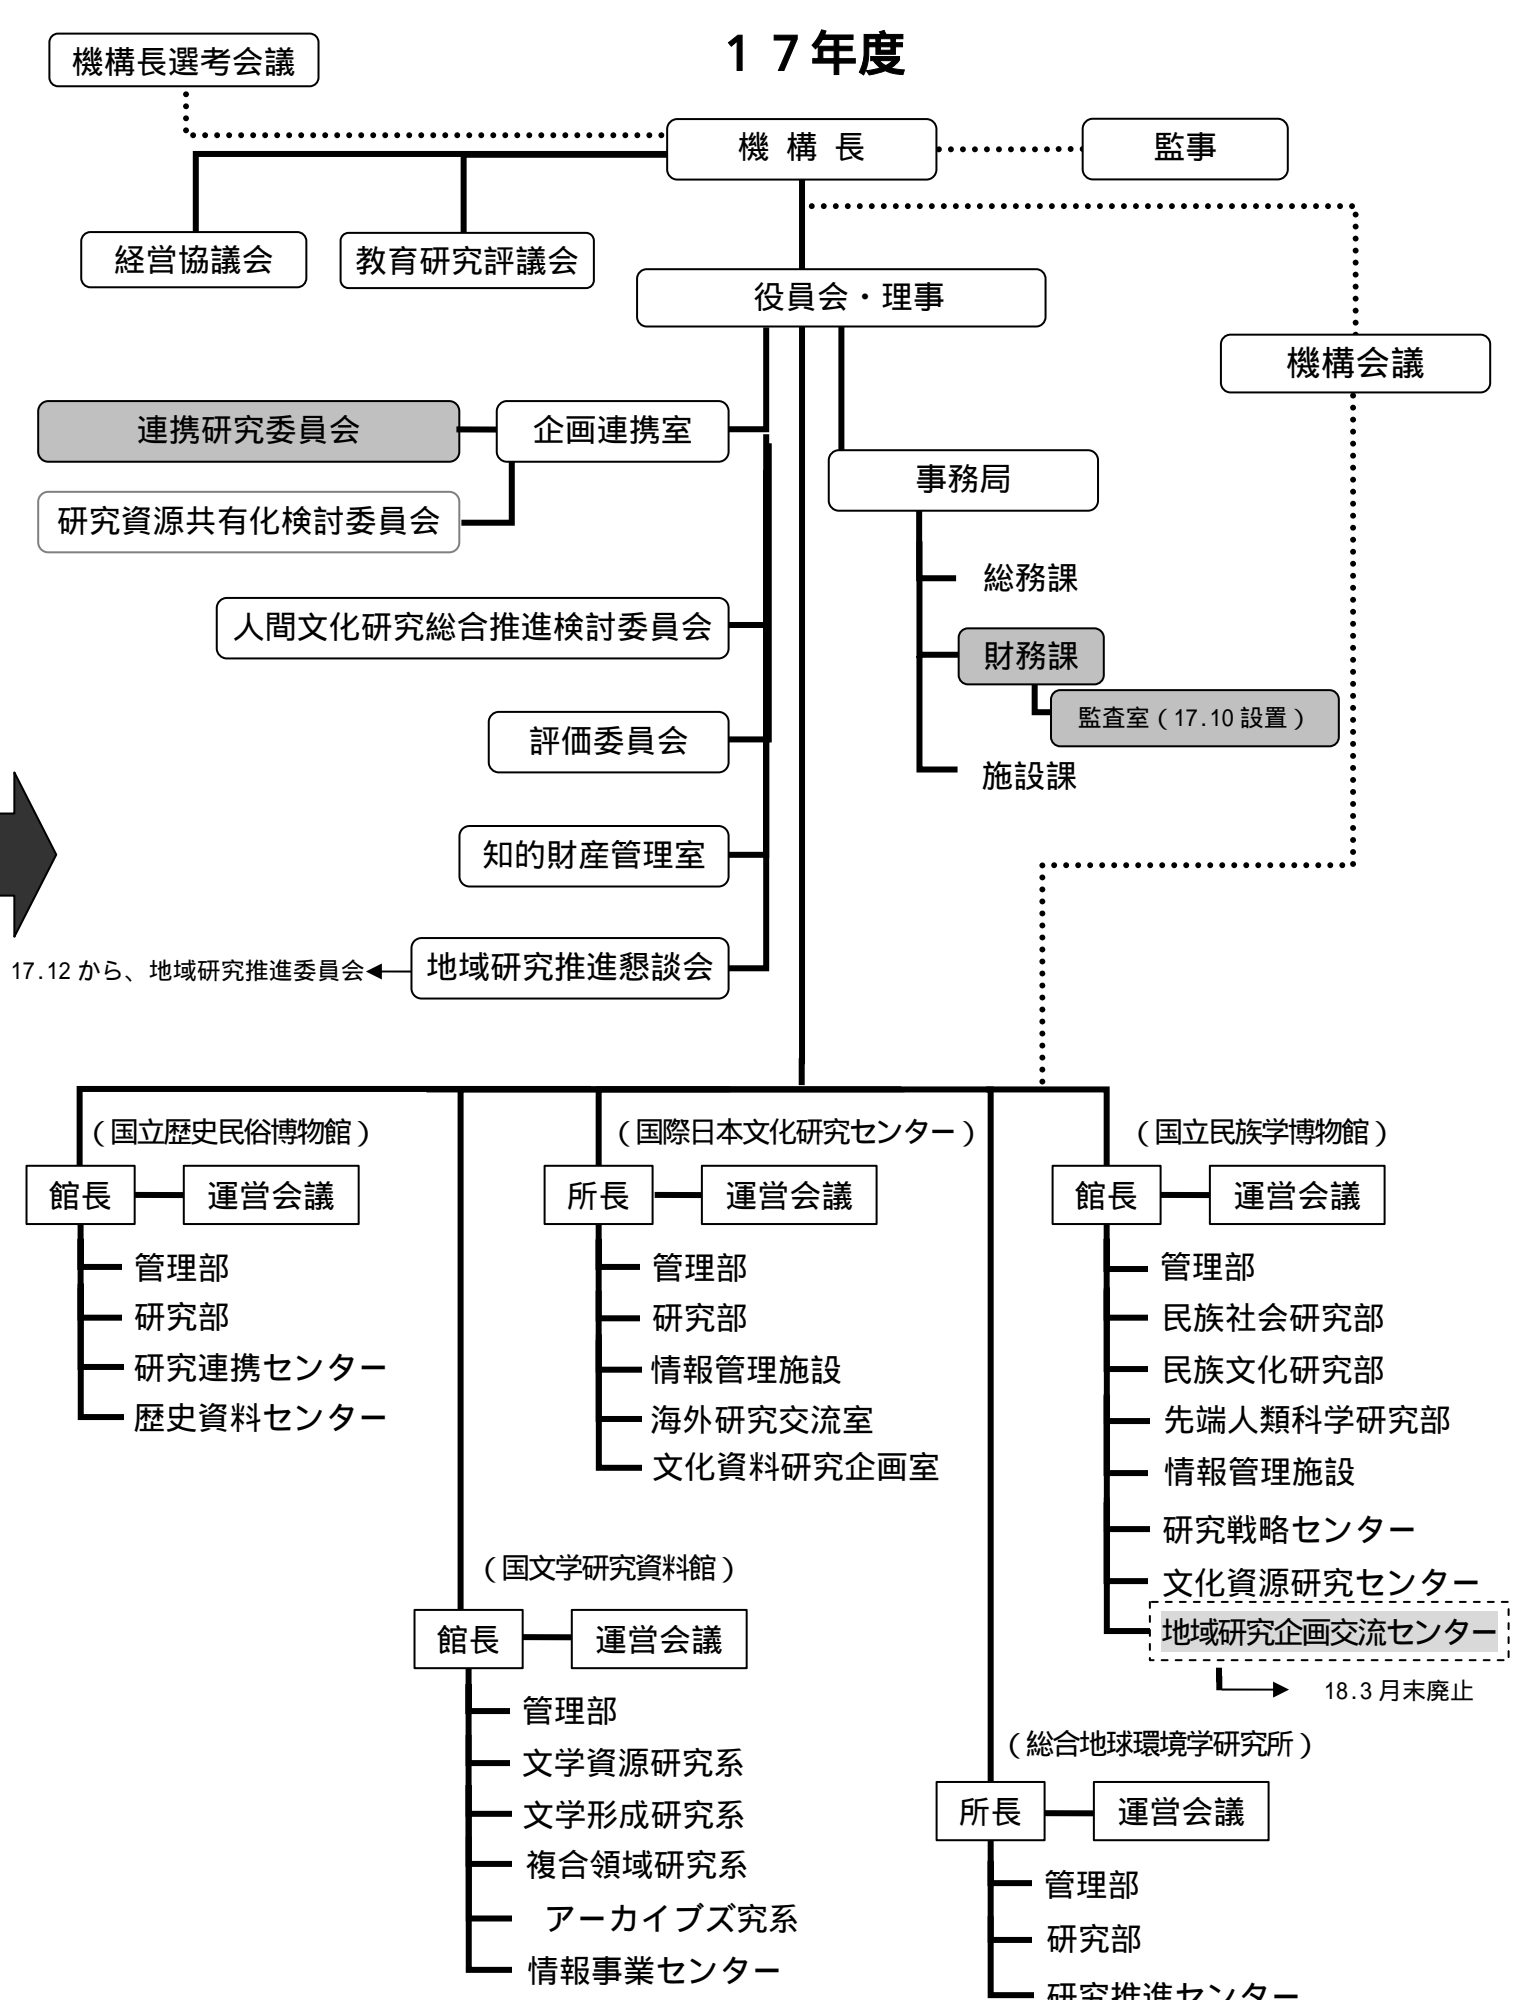 １７年度
機構長選考会議
機 構 長
監事
経営協議会
教育研究評議会
役員会・理事
機構会議
連携研究委員会
企画連携室
研究資源共有化検討委員会
事務局
総務課
人間文化研究総合推進検討委員会
財務課
監査室（17.10 設置）
評価委員会
施設課
知的財産管理室
17.12 から、地域研究推進委員会
地域研究推進懇談会
（国立歴史民俗博物館）
館長
運営会議
管理部
研究部
研究連携センター
歴史資料センター
（国際日本文化研究センター）
所長
運営会議
管理部
研究部
情報管理施設
海外研究交流室
文化資料研究企画室
（国立民族学博物館）
館長
運営会議
管理部
民族社会研究部
民族文化研究部
先端人類科学研究部
情報管理施設
研究戦略センター
文化資源研究センター
地域研究企画交流センター
18.3 月末廃止
（国文学研究資料館）
館長
運営会議
管理部
文学資源研究系
文学形成研究系
複合領域研究系
アーカイブズ究系
情報事業センター
（総合地球環境学研究所）
所長
運営会議
管理部
研究部
研究推進センター